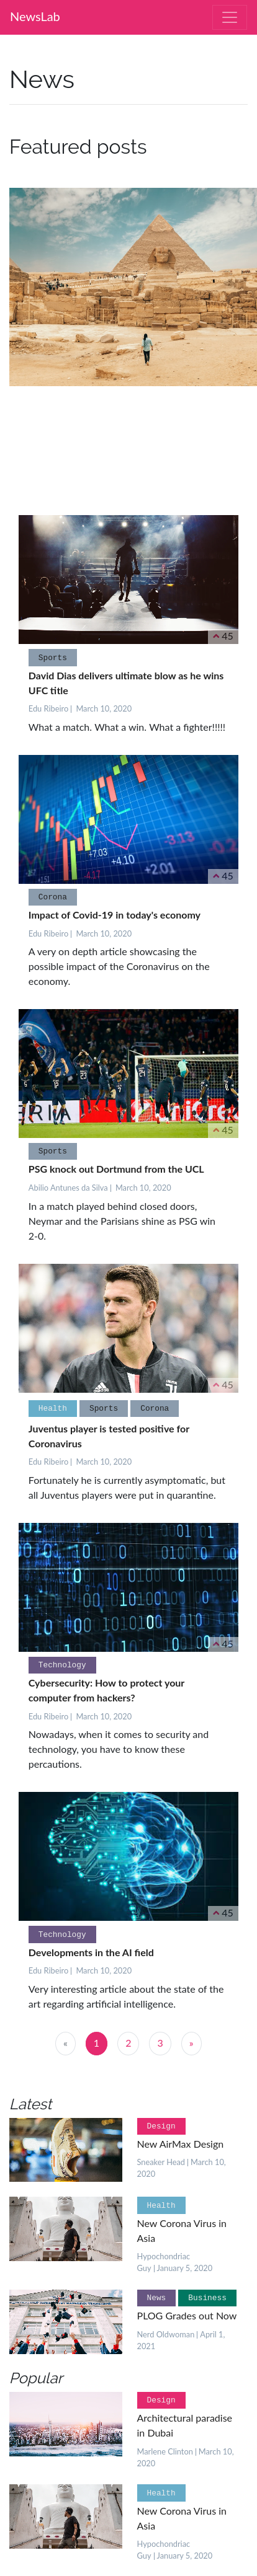 NewsLab
News
Featured posts
45
Sports
David Dias delivers ultimate blow as he wins
UFC title
Edu Ribeiro | March 10, 2020
What a match. What a win. What a fighter!!!!!
+7.03
+4.10
+2.01
-3.13
-0.2
45
Corona
Impact of Covid-19 in today's economy
Edu Ribeiro | March 10, 2020
A very on depth article showcasing the
possible impact of the Coronavirus on the
economy.
45
Sports
PSG knock out Dortmund from the UCL
Abílio Antunes da Silva | March 10, 2020
In a match played behind closed doors,
Neymar and the Parisians shine as PSG win
2-0.
Jeep
45
Health Sports Corona
Juventus player is tested positive for
Coronavirus
Edu Ribeiro | March 10, 2020
Fortunately he is currently asymptomatic, but
all Juventus players were put in quarantine.
45
Technology
Cybersecurity: How to protect your
computer from hackers?
Edu Ribeiro | March 10, 2020
Nowadays, when it comes to security and
technology, you have to know these
percautions.
45
Technology
Developments in the AI field
Edu Ribeiro | March 10, 2020
Very interesting article about the state of the
art regarding artificial intelligence.
« 1 2 3 »
Latest
Design
New AirMax Design
Sneaker Head | March 10,
2020
Health
New Corona Virus in
Asia
Hypochondriac
Guy | January 5, 2020
News Business
PLOG Grades out Now
Nerd Oldwoman | April 1,
2021
Popular
Design
Architectural paradise
in Dubai
Marlene Clinton | March 10,
2020
Health
New Corona Virus in
Asia
Hypochondriac
Guy | January 5, 2020